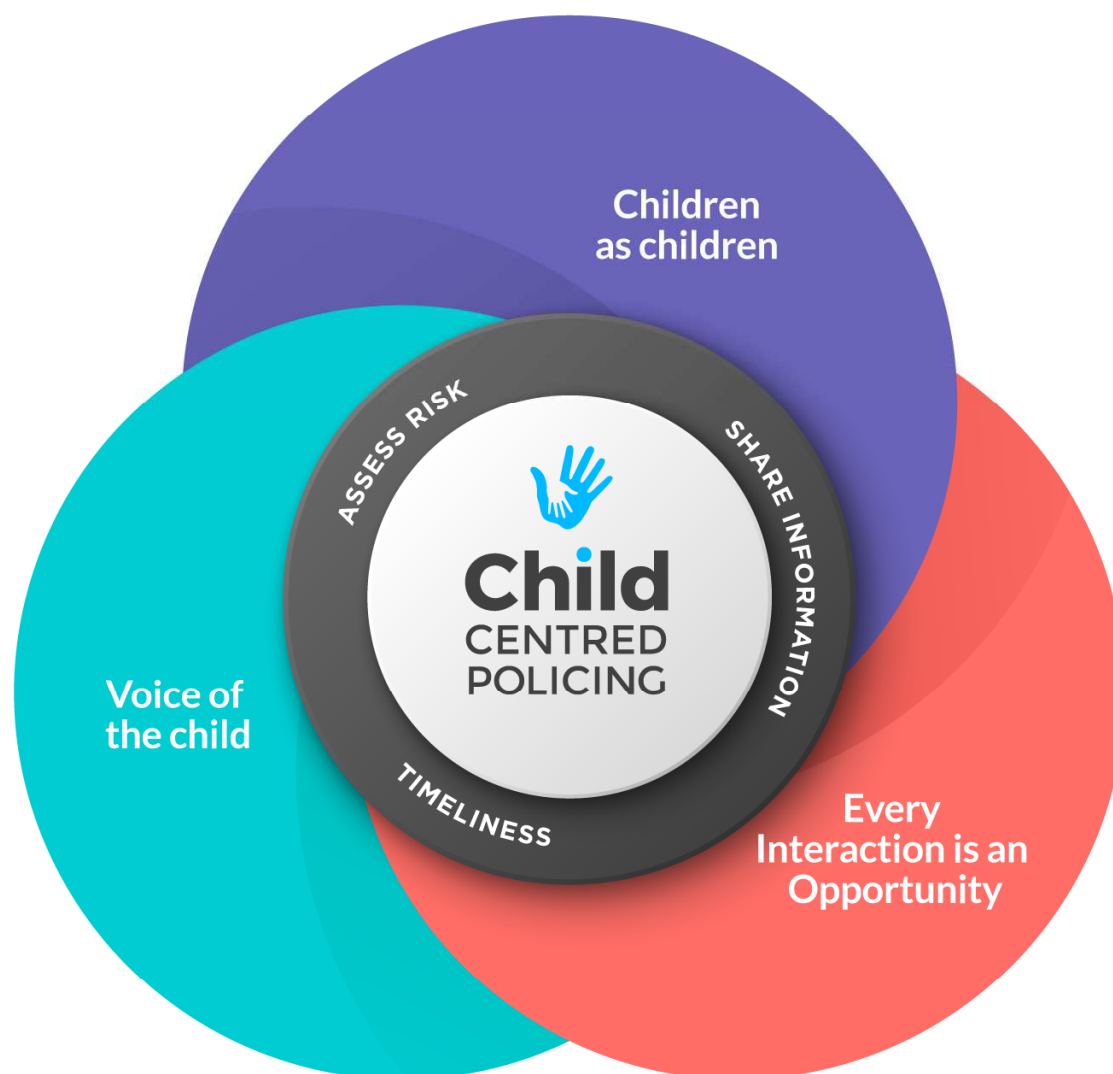 Children
as children
ASSESS RISK
SHARE INFORMATION
Child
CENTRED
POLICING
Voice of
the child
TIMELINESS
Every
Interaction is an
Opportunity